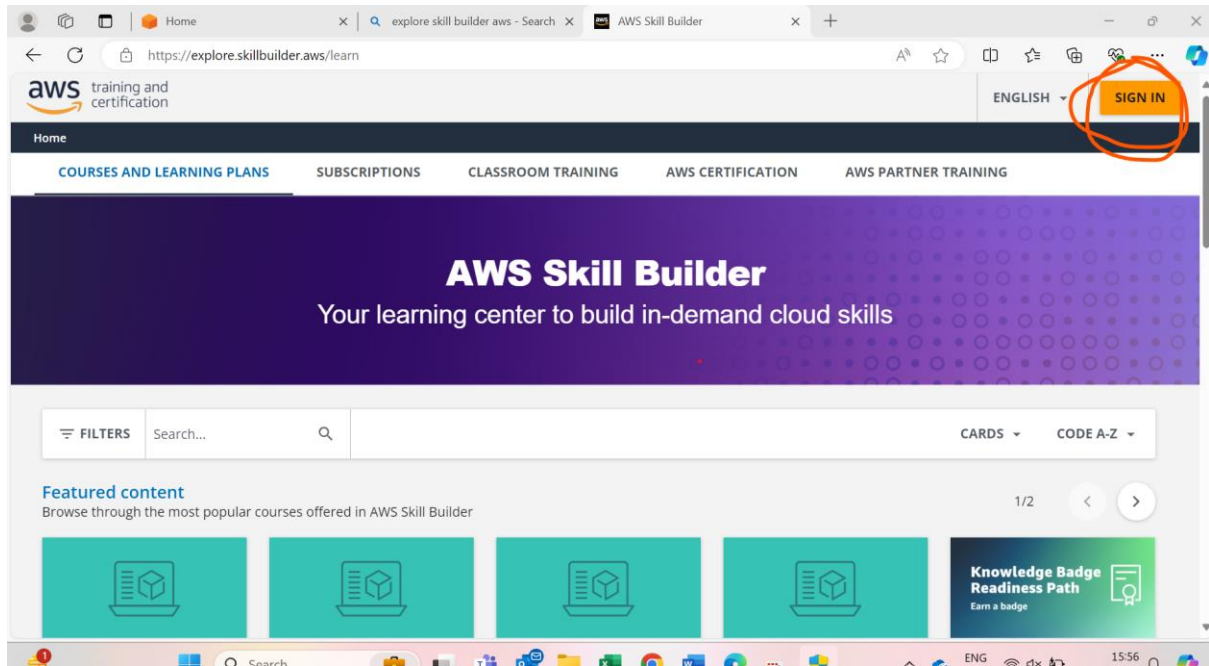 Home
explore skill builder aws - Search
AWS Skill Builder
https://explore.skillbuilder.aws/learn
aws training and
certification
ENGLISH
SIGN IN
Home
COURSES AND LEARNING PLANS SUBSCRIPTIONS CLASSROOM TRAINING AWS CERTIFICATION AWS PARTNER TRAINING
AWS Skill Builder
Your learning center to build in-demand cloud skills
FILTERS Search... CARDS CODE A-Z
Featured content
Browse through the most popular courses offered in AWS Skill Builder
1/2
Knowledge Badge
Readiness Path
Earn a badge
1
Search
ENG
15:56